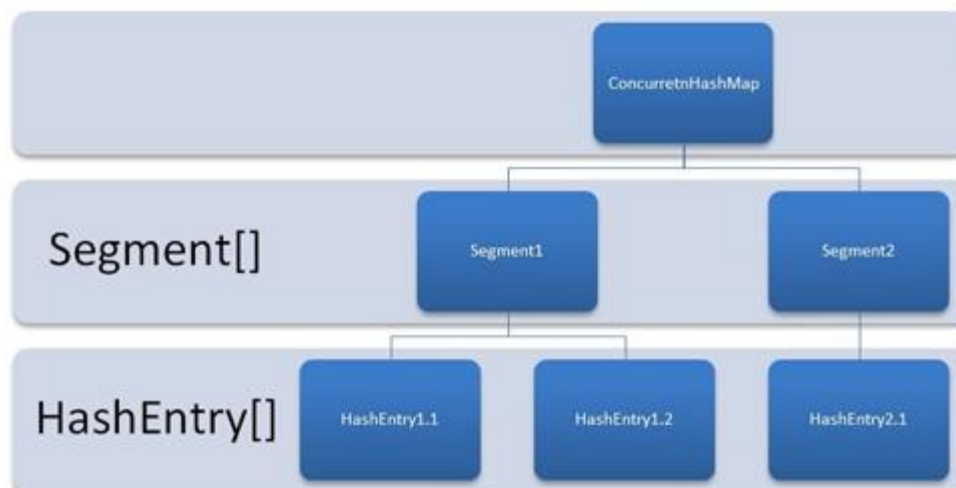 ConcurretnHashMap
Segment[]
Segment1
Segment2
HashEntry[]
HashEntry1.1
HashEntry1.2
HashEntry2.1